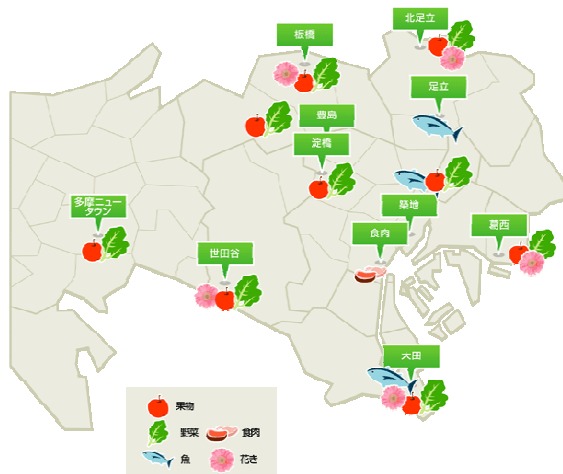 北足立
板橋
足立
豊島
淀橋
多摩ニュー
タウン
築地
葛西
世田谷
食肉
大田
果物
野菜
食肉
魚
花き